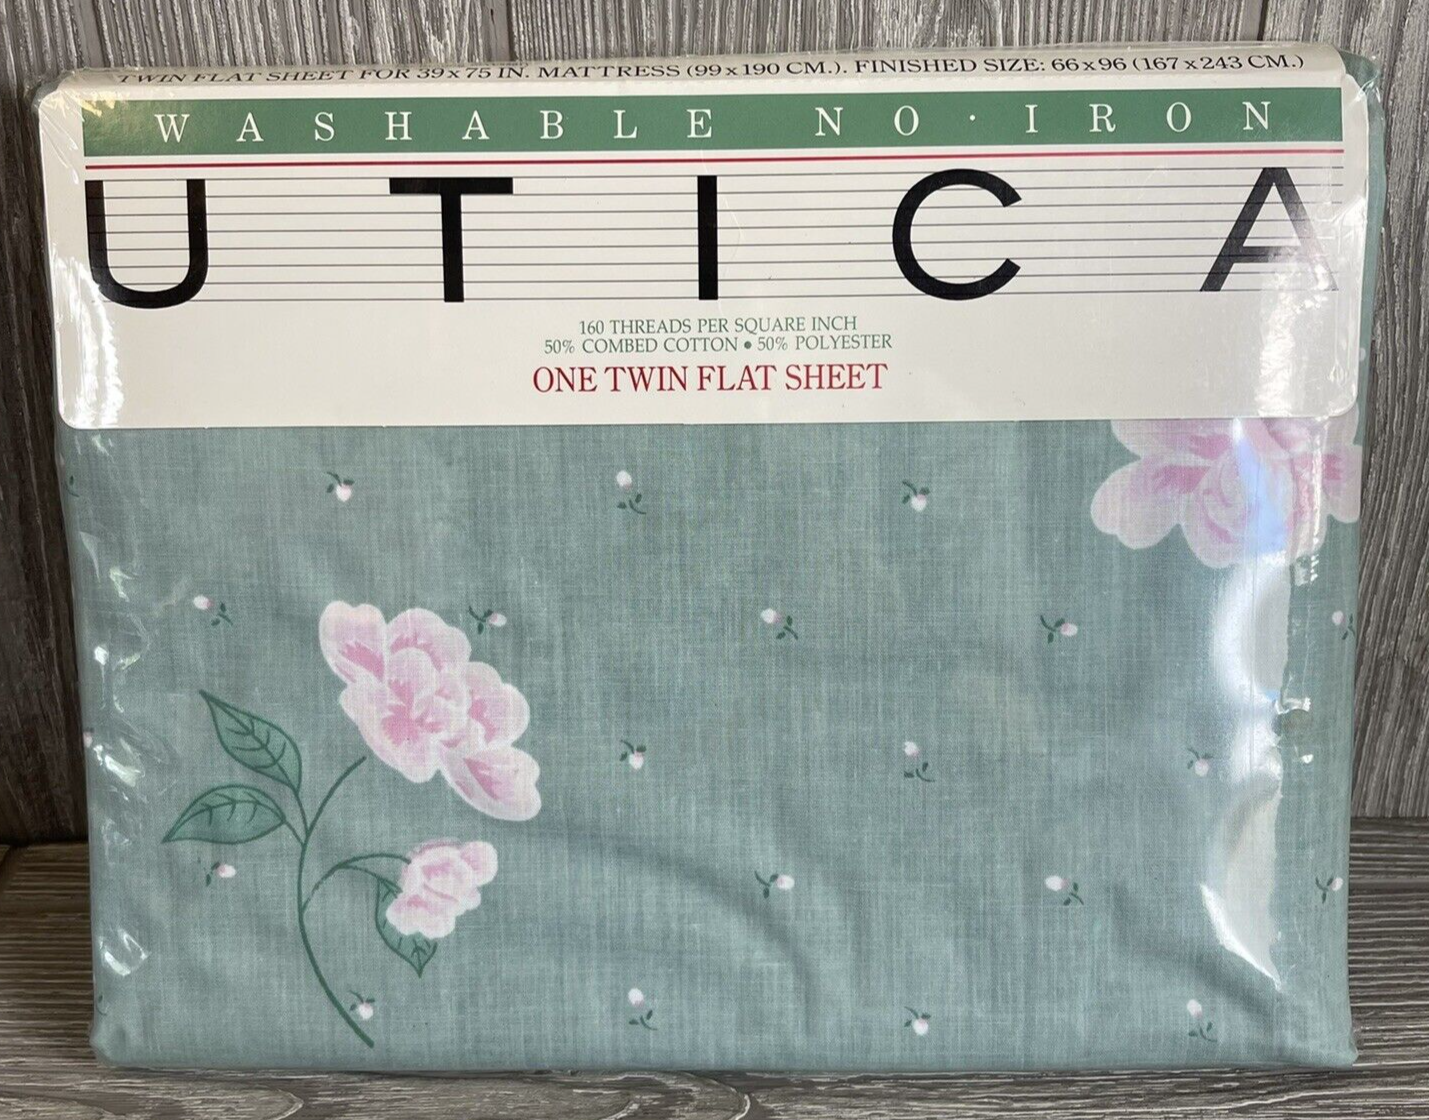 TWIN FLAT SHEET FOR 39 x 75 IN. MATTRESS (99 x 190 CM.). FINISHED SIZE: 66 x 96 (167 x 243 CM.)
WASHABLE NO·IRON
UTICA
160 THREADS PER SQUARE INCH
50% COMBED COTTON • 50% POLYESTER
ONE TWIN FLAT SHEET